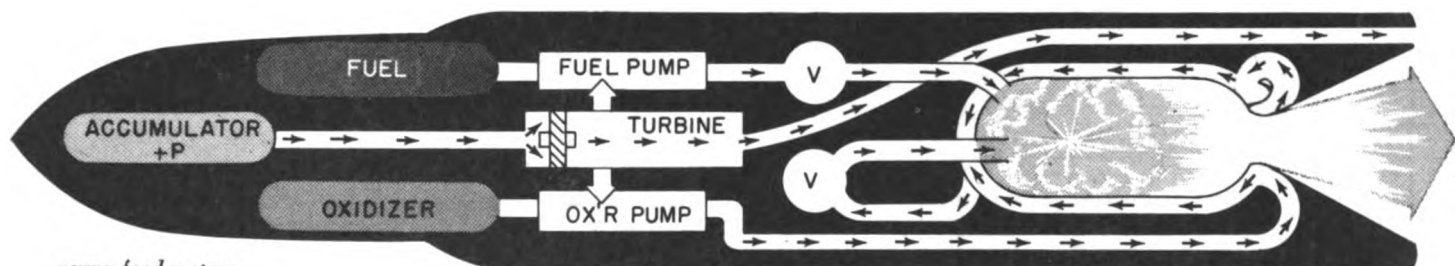 FUEL
FUEL PUMP
V
ACCUMULATOR
+P
TURBINE
V
OXIDIZER
OX'R PUMP